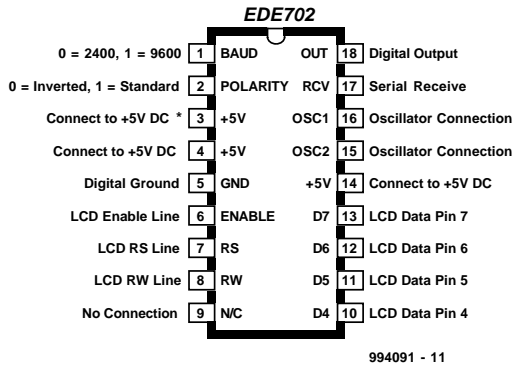 EDE702
0 = 2400, 1 = 9600 1 BAUD OUT 18 Digital Output
0 = Inverted, 1 = Standard 2 POLARITY RCV 17 Serial Receive
Connect to +5V DC * 3 +5V OSC1 16 Oscillator Connection
Connect to +5V DC 4 +5V OSC2 15 Oscillator Connection
Digital Ground 5 GND +5V 14 Connect to +5V DC
LCD Enable Line 6 ENABLE D7 13 LCD Data Pin 7
LCD RS Line 7 RS D6 12 LCD Data Pin 6
LCD RW Line 8 RW D5 11 LCD Data Pin 5
No Connection 9 N/C D4 10 LCD Data Pin 4
994091 - 11